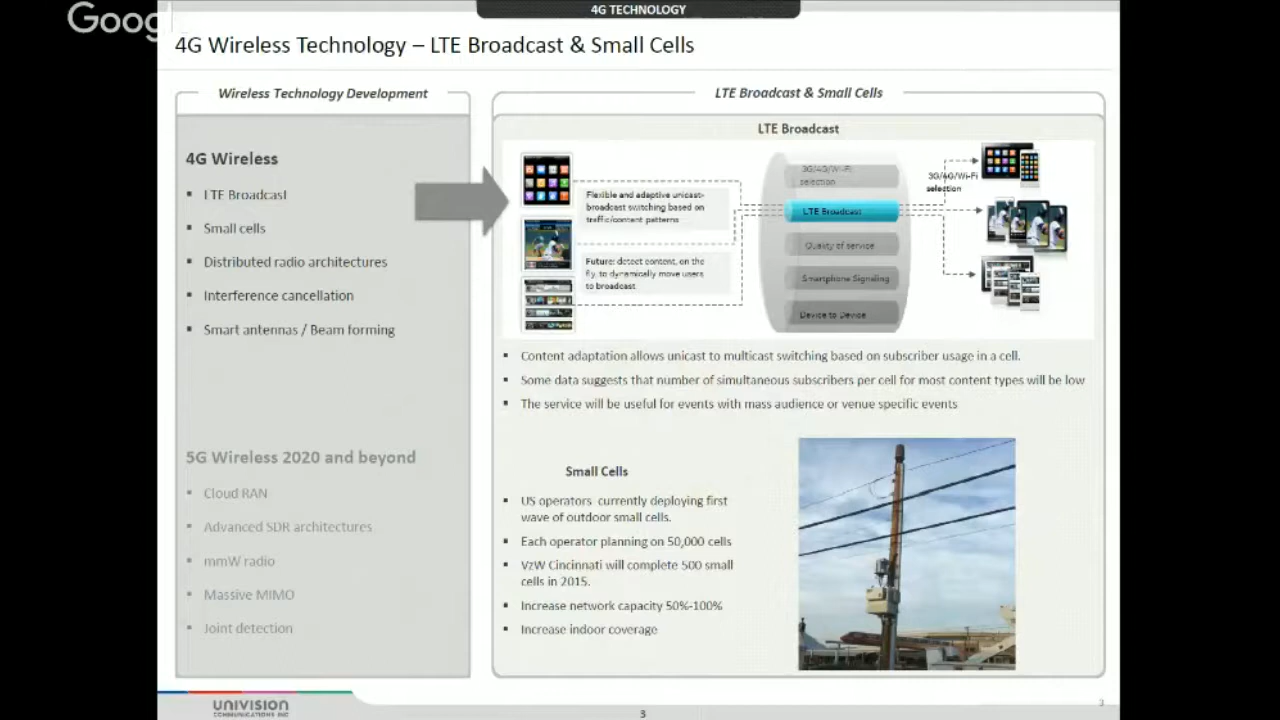 Goog
4G TECHNOLOGY
4G Wireless Technology – LTE Broadcast & Small Cells
Wireless Technology Development
4G Wireless
▪ LTE Broadcast
▪ Small cells
▪ Distributed radio architectures
▪ Interference cancellation
▪ Smart antennas / Beam forming
5G Wireless 2020 and beyond
▪ Cloud RAN
▪ Advanced SDR architectures
▪ mmW radio
▪ Massive MIMO
▪ Joint detection
LTE Broadcast & Small Cells
LTE Broadcast
Flexible and adaptive unicast-
broadcast switching based on
traffic/content patterns
Future: detect content, on the
fly, to dynamically move users
to broadcast
3G/4G/Wi-Fi
selection
LTE Broadcast
Quality of service
Smartphone Signaling
Device to Device
3G/4G/Wi-Fi
selection
▪ Content adaptation allows unicast to multicast switching based on subscriber usage in a cell.
▪ Some data suggests that number of simultaneous subscribers per cell for most content types will be low
▪ The service will be useful for events with mass audience or venue specific events
Small Cells
▪ US operators currently deploying first
wave of outdoor small cells.
▪ Each operator planning on 50,000 cells
▪ VzW Cincinnati will complete 500 small
cells in 2015.
▪ Increase network capacity 50%-100%
▪ Increase indoor coverage
UNIVISION
COMMUNICATIONS INC
3
3